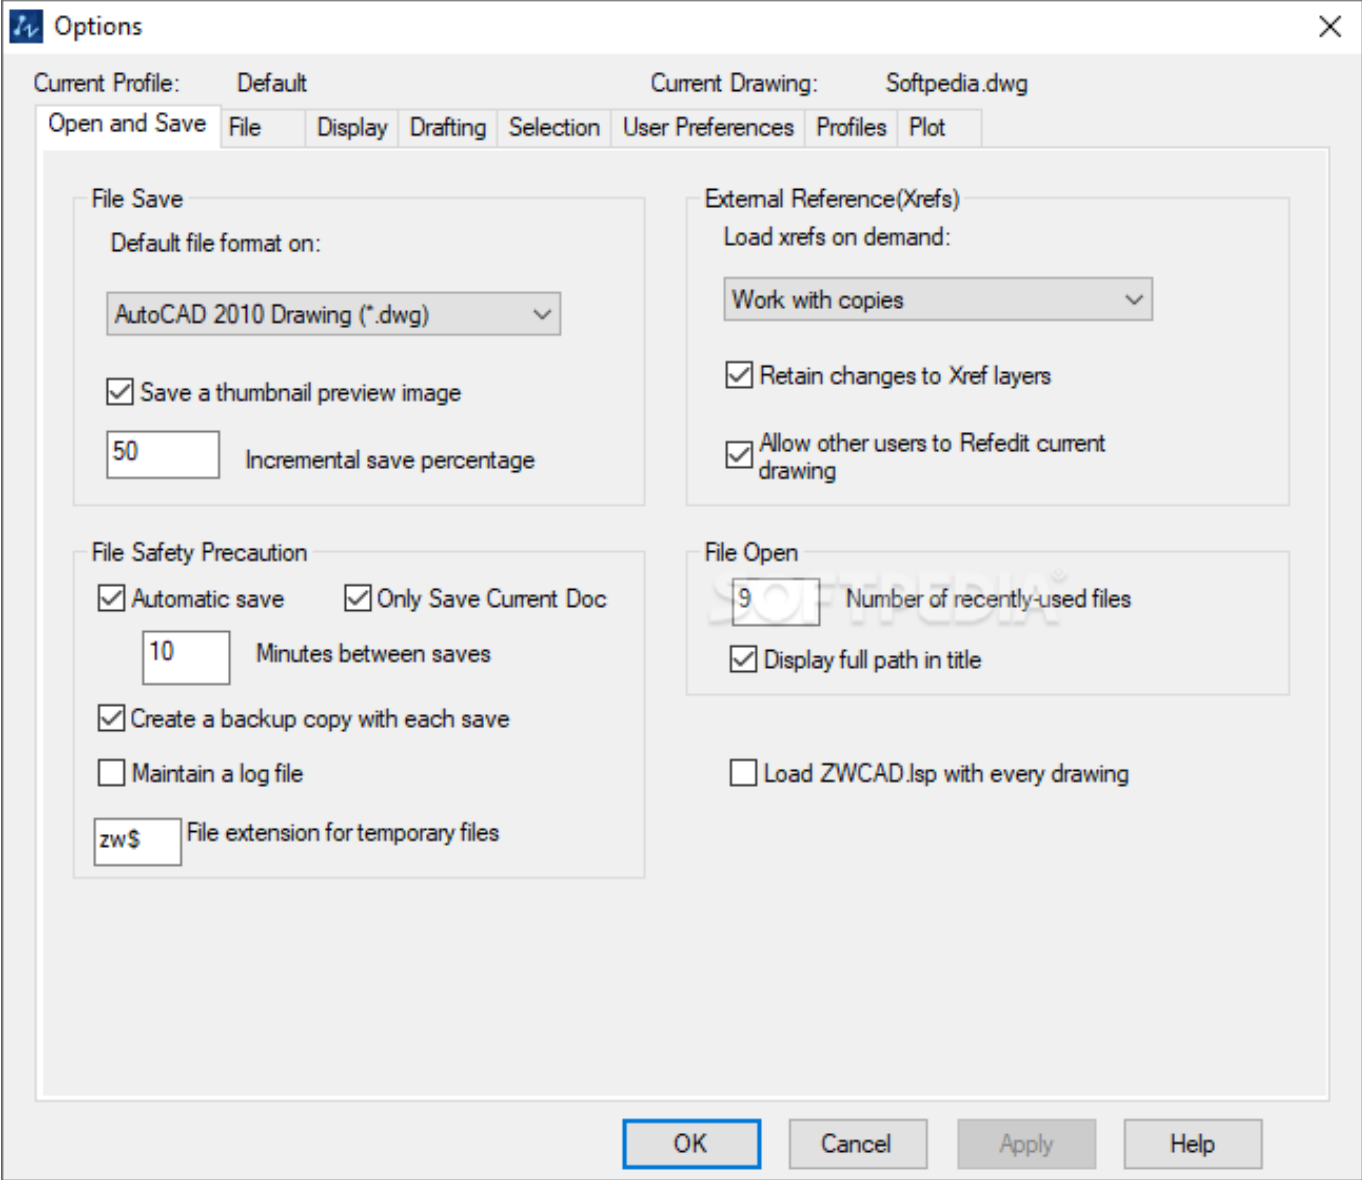 Options
Current Profile: Default Current Drawing: Softpedia.dwg
Open and Save File Display Drafting Selection User Preferences Profiles Plot
File Save
Default file format on:
AutoCAD 2010 Drawing (*.dwg)
Save a thumbnail preview image
50 Incremental save percentage
External Reference(Xrefs)
Load xrefs on demand:
Work with copies
Retain changes to Xref layers
Allow other users to Refedit current
drawing
File Safety Precaution
Automatic save Only Save Current Doc
10 Minutes between saves
Create a backup copy with each save
Maintain a log file
zw$ File extension for temporary files
File Open
SOFTPEDIA®
9 Number of recently-used files
Display full path in title
Load ZWCAD.lsp with every drawing
OK Cancel Apply Help